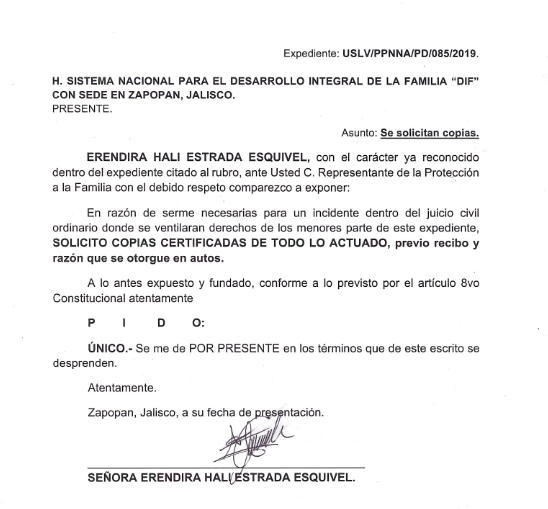 Expediente: USLV/PPNNA/PD/085/2019.
H. SISTEMA NACIONAL PARA EL DESARROLLO INTEGRAL DE LA FAMILIA “DIF”
CON SEDE EN ZAPOPAN, JALISCO.
PRESENTE.
Asunto: Se solicitan copias.
ERENDIRA HALI ESTRADA ESQUIVEL, con el carácter ya reconocido
dentro del expediente citado al rubro, ante Usted C. Representante de la Protección
a la Familia con el debido respeto comparezco a exponer:
En razón de serme necesarias para un incidente dentro del juicio civil
ordinario donde se ventilaran derechos de los menores parte de este expediente,
SOLICITO COPIAS CERTIFICADAS DE TODO LO ACTUADO, previo recibo y
razón que se otorgue en autos.
A lo antes expuesto y fundado, conforme a lo previsto por el artículo 8vo
Constitucional atentamente
P I D O:
ÚNICO.- Se me de POR PRESENTE en los términos que de este escrito se
desprenden.
Atentamente.
Zapopan, Jalisco, a su fecha de presentación.
SEÑORA ERENDIRA HALI ESTRADA ESQUIVEL.